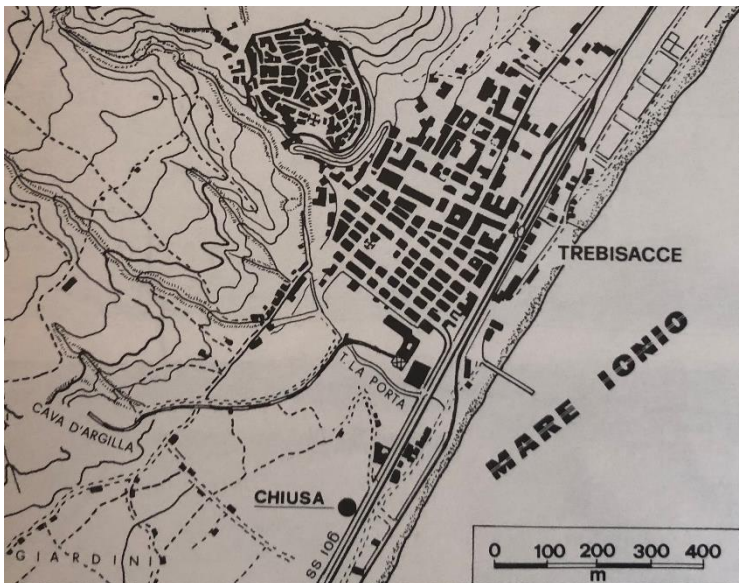 TREBISACCE
MARE IONIO
T. LA PORTA
CAVA D'ARGILLA
CHIUSA
GIARDINI
SS 106
0 100 200 300 400
m